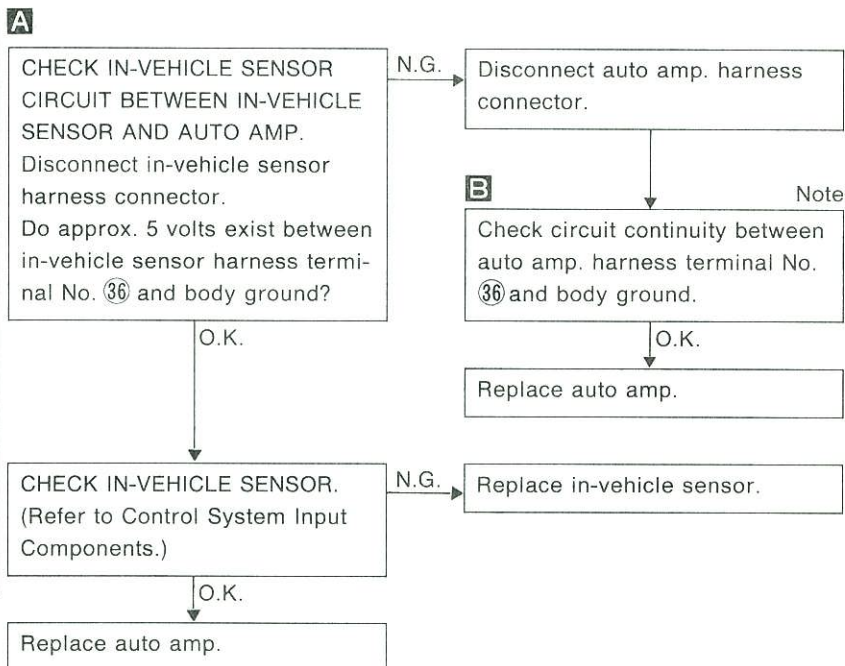 A
CHECK IN-VEHICLE SENSOR
CIRCUIT BETWEEN IN-VEHICLE
SENSOR AND AUTO AMP.
Disconnect in-vehicle sensor
harness connector.
Do approx. 5 volts exist between
in-vehicle sensor harness termi-
nal No. ㊱ and body ground?
N.G.
Disconnect auto amp. harness
connector.
B
Note
Check circuit continuity between
auto amp. harness terminal No.
㊱ and body ground.
O.K.
O.K.
Replace auto amp.
CHECK IN-VEHICLE SENSOR.
(Refer to Control System Input
Components.)
N.G.
Replace in-vehicle sensor.
O.K.
Replace auto amp.